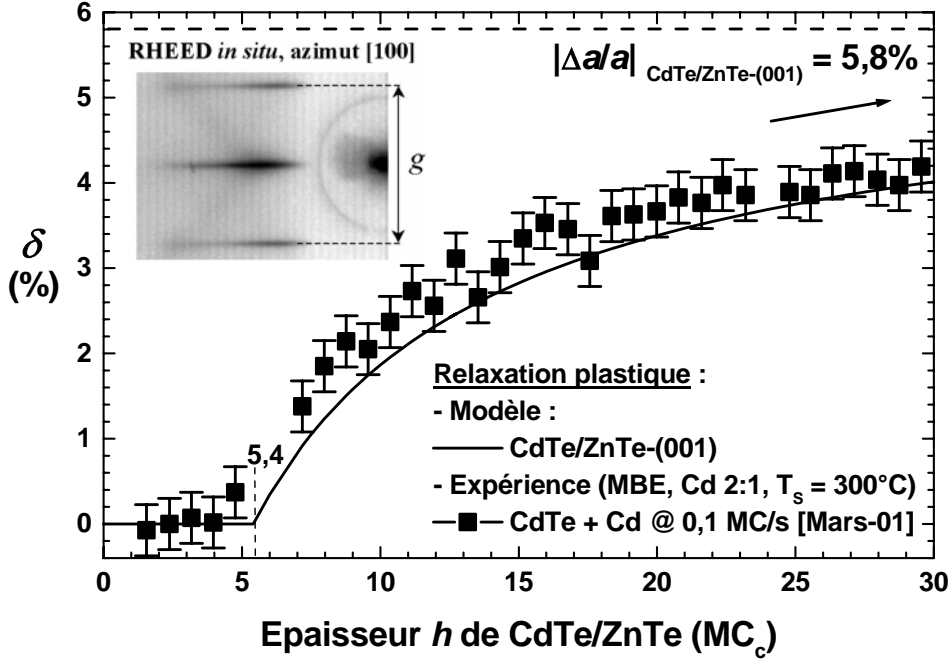 RHEED in situ, azimut [100]
g
|Δa/a| CdTe/ZnTe-(001) = 5,8%
δ
(%)
6
5
4
3
2
1
0
5,4
Relaxation plastique :
- Modèle :
CdTe/ZnTe-(001)
- Expérience (MBE, Cd 2:1, TS = 300°C)
CdTe + Cd @ 0,1 MC/s [Mars-01]
0 5 10 15 20 25 30
Epaisseur h de CdTe/ZnTe (MCc)